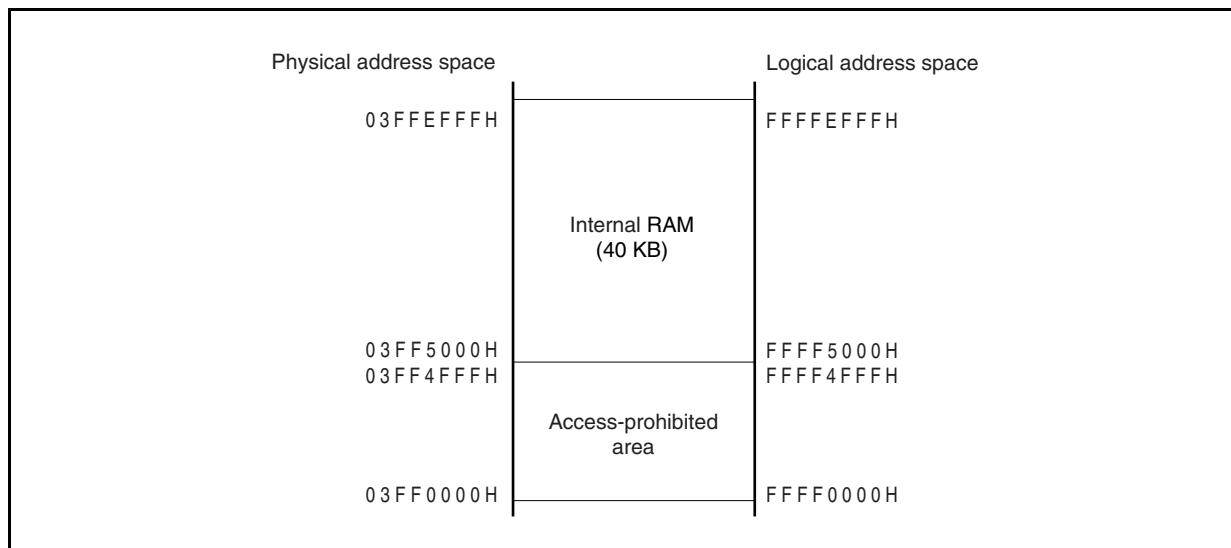 Physical address space
Logical address space
03FFEFFFH
FFFFEFFFH
Internal RAM
(40 KB)
03FF5000H
FFFF5000H
03FF4FFFH
FFFF4FFFH
Access-prohibited
area
03FF0000H
FFFF0000H